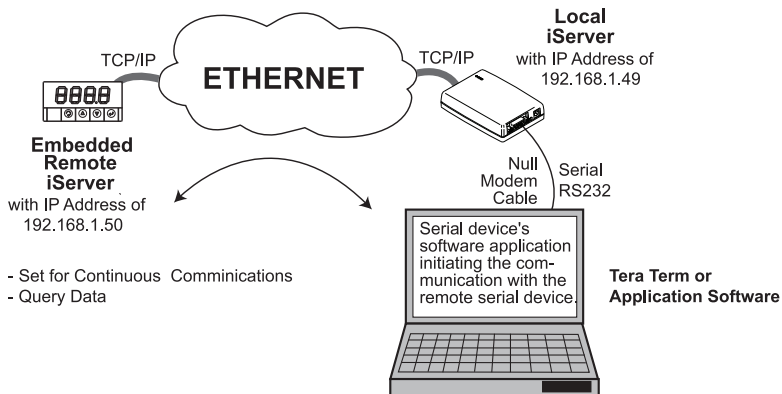 Local
iServer
with IP Address of
192.168.1.49
TCP/IP
TCP/IP
ETHERNET
888.8
Embedded
Remote
iServer
with IP Address of
192.168.1.50
Null
Modem
Cable
Serial
RS232
- Set for Continuous Comminications
- Query Data
Serial device's
software application
initiating the com-
munication with the
remote serial device.
Tera Term or
Application Software